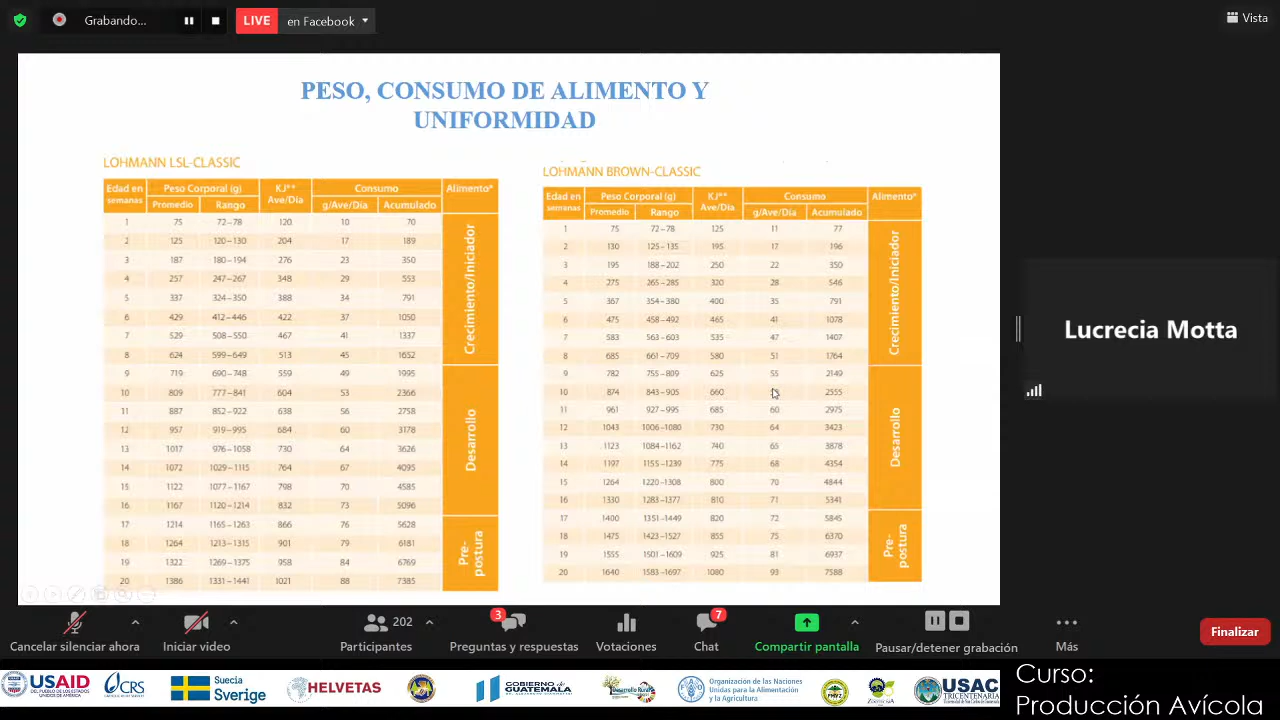 Grabando...
LIVE en Facebook
Vista
PESO, CONSUMO DE ALIMENTO Y
UNIFORMIDAD
LOHMANN LSL-CLASSIC
Edad en semanas Peso Corporal (g) KJ** Ave/Día Consumo Alimento*
Promedio Rango g/Ave/Día Acumulado
1 75 72–78 120 10 70
2 125 120–130 204 17 189
3 187 180–194 276 23 350
4 257 247–267 348 29 553
5 337 324–350 388 34 791
6 429 412–446 422 37 1050
7 529 508–550 467 41 1337
8 624 599–649 513 45 1652
9 719 690–748 559 49 1995
10 809 777–841 604 53 2366
11 887 852–922 638 56 2758
12 957 919–995 684 60 3178
13 1017 976–1058 730 64 3626
14 1072 1029–1115 764 67 4095
15 1122 1077–1167 798 70 4585
16 1167 1120–1214 832 73 5096
17 1214 1165–1263 866 76 5628
18 1264 1213–1315 901 79 6181
19 1322 1269–1375 958 84 6769
20 1386 1331–1441 1021 88 7385
Crecimiento/Iniciador
Desarrollo
Pre-
postura
LOHMANN BROWN-CLASSIC
Edad en semanas Peso Corporal (g) KJ** Ave/Día Consumo Alimento*
Promedio Rango g/Ave/Día Acumulado
1 75 72–78 125 11 77
2 130 125–135 195 17 196
3 195 188–202 250 22 350
4 275 265–285 320 28 546
5 367 354–380 400 35 791
6 475 458–492 465 41 1078
7 583 563–603 535 47 1407
8 685 661–709 580 51 1764
9 782 755–809 625 55 2149
10 874 843–905 660 2555
11 961 927–995 685 60 2975
12 1043 1006–1080 730 64 3423
13 1123 1084–1162 740 65 3878
14 1197 1155–1239 775 68 4354
15 1264 1220–1308 800 70 4844
16 1330 1283–1377 810 71 5341
17 1400 1351–1449 820 72 5845
18 1475 1423–1527 855 75 6370
19 1555 1501–1609 925 81 6937
20 1640 1583–1697 1080 93 7588
Crecimiento/Iniciador
Desarrollo
Pre-
postura
Lucrecia Motta
202 3 7
Cancelar silenciar ahora Iniciar video Participantes Preguntas y respuestas Votaciones Chat Compartir pantalla Pausar/detener grabación Más Finalizar
USAID
DEL PUEBLO DE LOS ESTADOS
UNIDOS DE AMÉRICA
CRS
Suecia
Sverige
HELVETAS
GOBIERNO de
GUATEMALA
Desarrollo Rural
Organización de las Naciones
Unidas para la Alimentación
y la Agricultura
USAC
TRICENTENARIA
Curso:
Producción Avícola